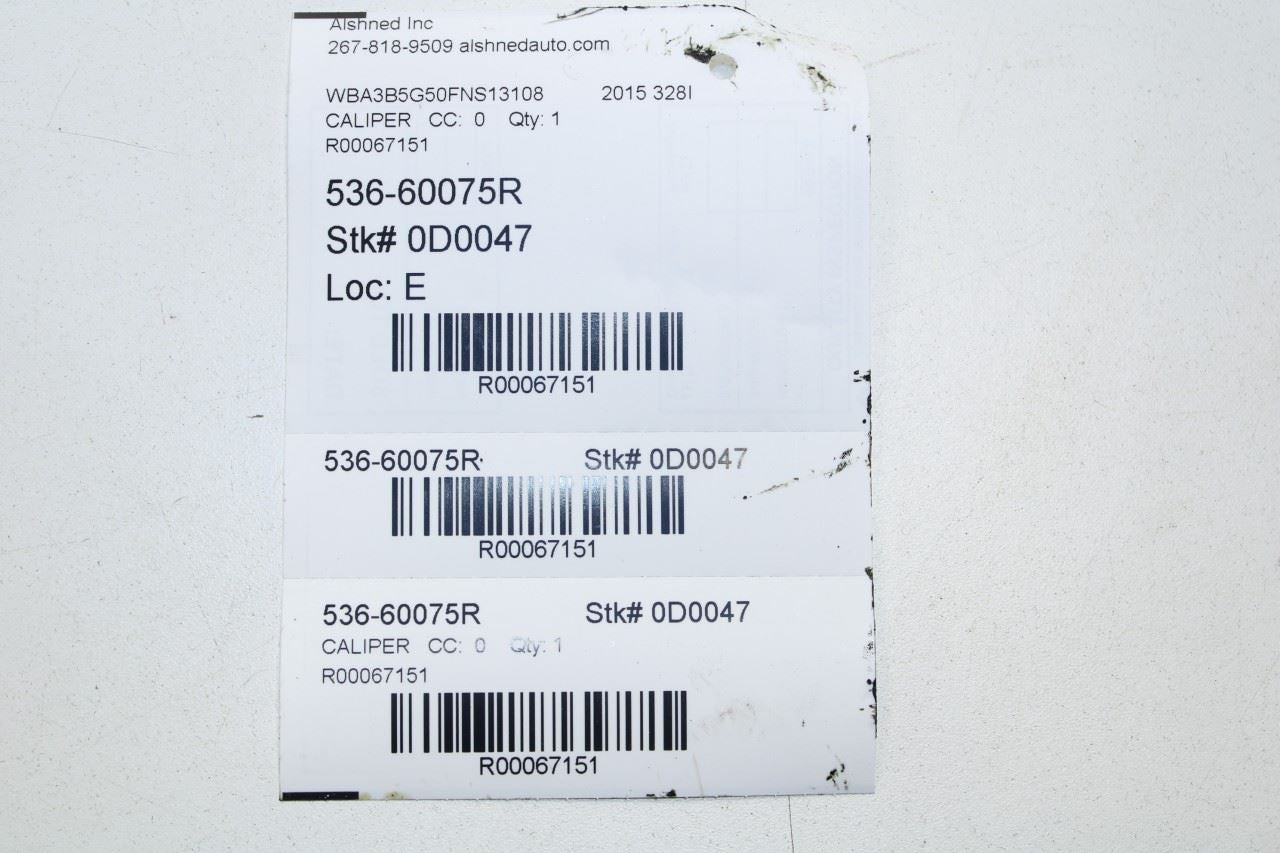 Alshned Inc
267-818-9509 alshnedauto.com
WBA3B5G50FNS13108 2015 328I
CALIPER CC: 0 Qty: 1
R00067151
536-60075R
Stk# 0D0047
Loc: E
R00067151
536-60075R Stk# 0D0047
R00067151
536-60075R Stk# 0D0047
CALIPER CC: 0 Qty: 1
R00067151
R00067151